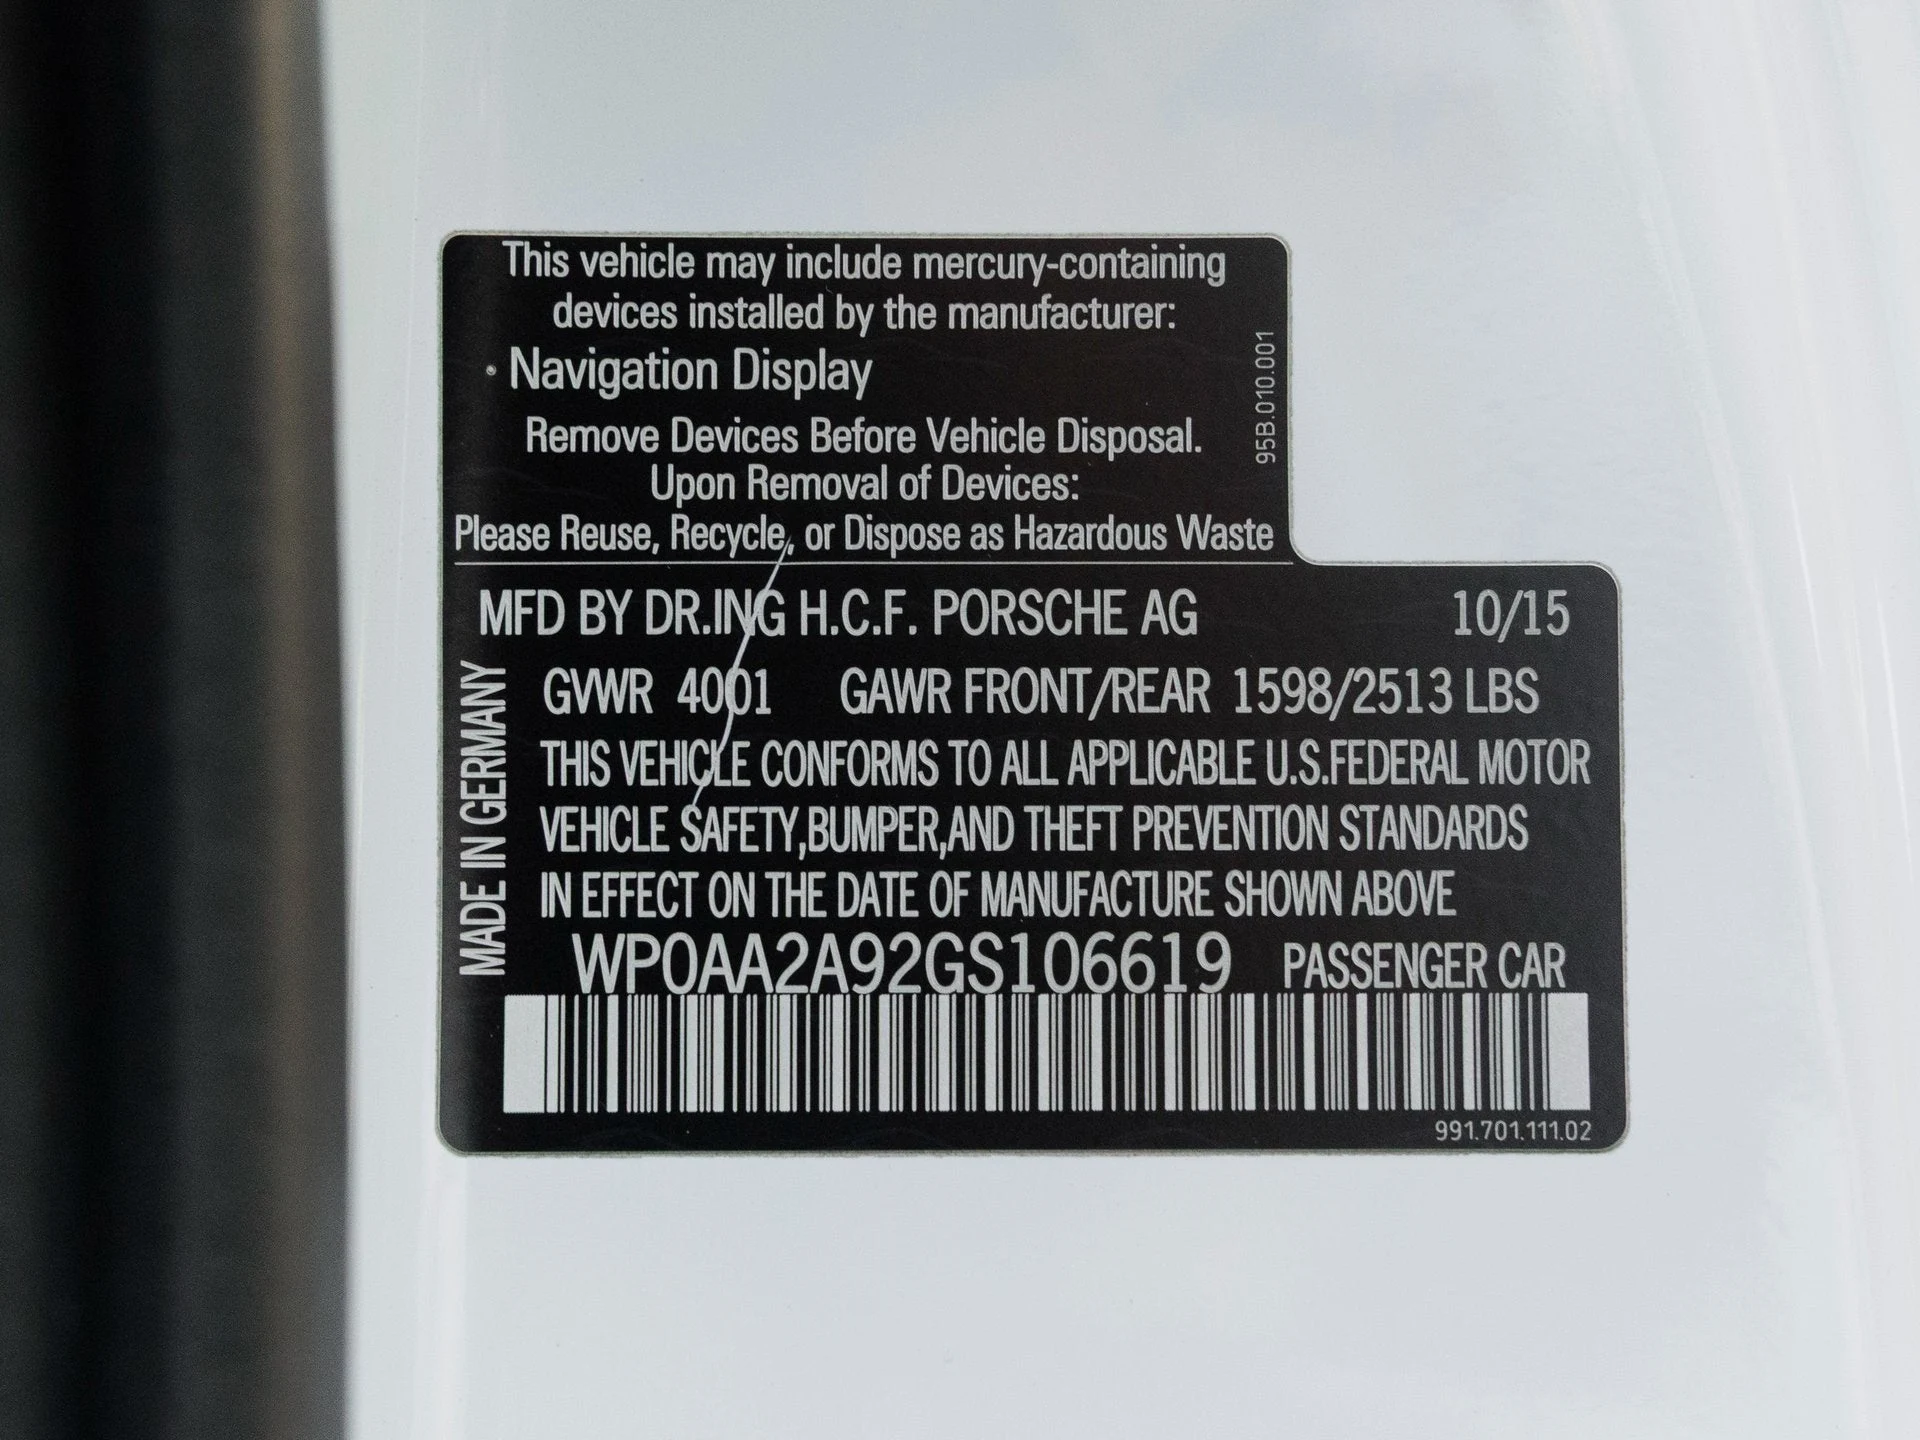 This vehicle may include mercury-containing
devices installed by the manufacturer:
• Navigation Display
Remove Devices Before Vehicle Disposal.
Upon Removal of Devices:
Please Reuse, Recycle, or Dispose as Hazardous Waste
95B.010.001
MFD BY DR.ING H.C.F. PORSCHE AG 10/15
GVWR 4001 GAWR FRONT/REAR 1598/2513 LBS
THIS VEHICLE CONFORMS TO ALL APPLICABLE U.S.FEDERAL MOTOR
VEHICLE SAFETY,BUMPER,AND THEFT PREVENTION STANDARDS
IN EFFECT ON THE DATE OF MANUFACTURE SHOWN ABOVE
MADE IN GERMANY
WP0AA2A92GS106619 PASSENGER CAR
991.701.111.02